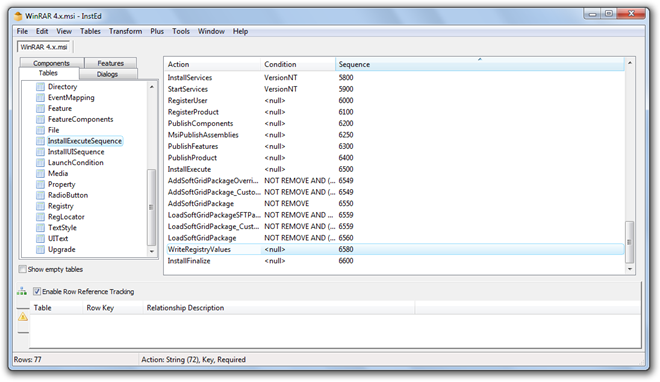 WinRAR 4.x.msi - InstEd
File Edit View Tables Transform Plus Tools Window Help
WinRAR 4.x.msi
Components Features
Tables Dialogs
Directory
EventMapping
Feature
FeatureComponents
File
InstallExecuteSequence
InstallUISequence
LaunchCondition
Media
Property
RadioButton
Registry
RegLocator
TextStyle
UIText
Upgrade
Show empty tables
Action Condition Sequence
InstallServices VersionNT 5800
StartServices VersionNT 5900
RegisterUser <null> 6000
RegisterProduct <null> 6100
PublishComponents <null> 6200
MsiPublishAssemblies <null> 6250
PublishFeatures <null> 6300
PublishProduct <null> 6400
InstallExecute <null> 6500
AddSoftGridPackageOverri... NOT REMOVE AND (... 6549
AddSoftGridPackage_Custo... NOT REMOVE AND (... 6549
AddSoftGridPackage NOT REMOVE 6550
LoadSoftGridPackageSFTPa... NOT REMOVE AND (... 6559
LoadSoftGridPackage_Cust... NOT REMOVE AND (... 6559
LoadSoftGridPackage NOT REMOVE AND (... 6560
WriteRegistryValues <null> 6580
InstallFinalize <null> 6600
Enable Row Reference Tracking
Table Row Key Relationship Description
Rows: 77 Action: String (72), Key, Required